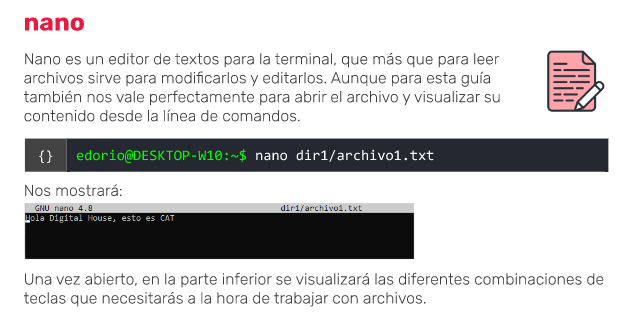 nano
Nano es un editor de textos para la terminal, que más que para leer
archivos sirve para modificarlos y editarlos. Aunque para esta guía
también nos vale perfectamente para abrir el archivo y visualizar su
contenido desde la línea de comandos.
{} edorio@DESKTOP-W10:~$ nano dir1/archivo1.txt
Nos mostrará:
GNU nano 4.8 dir1/archivo1.txt
Hola Digital House, esto es CAT
Una vez abierto, en la parte inferior se visualizará las diferentes combinaciones de
teclas que necesitarás a la hora de trabajar con archivos.